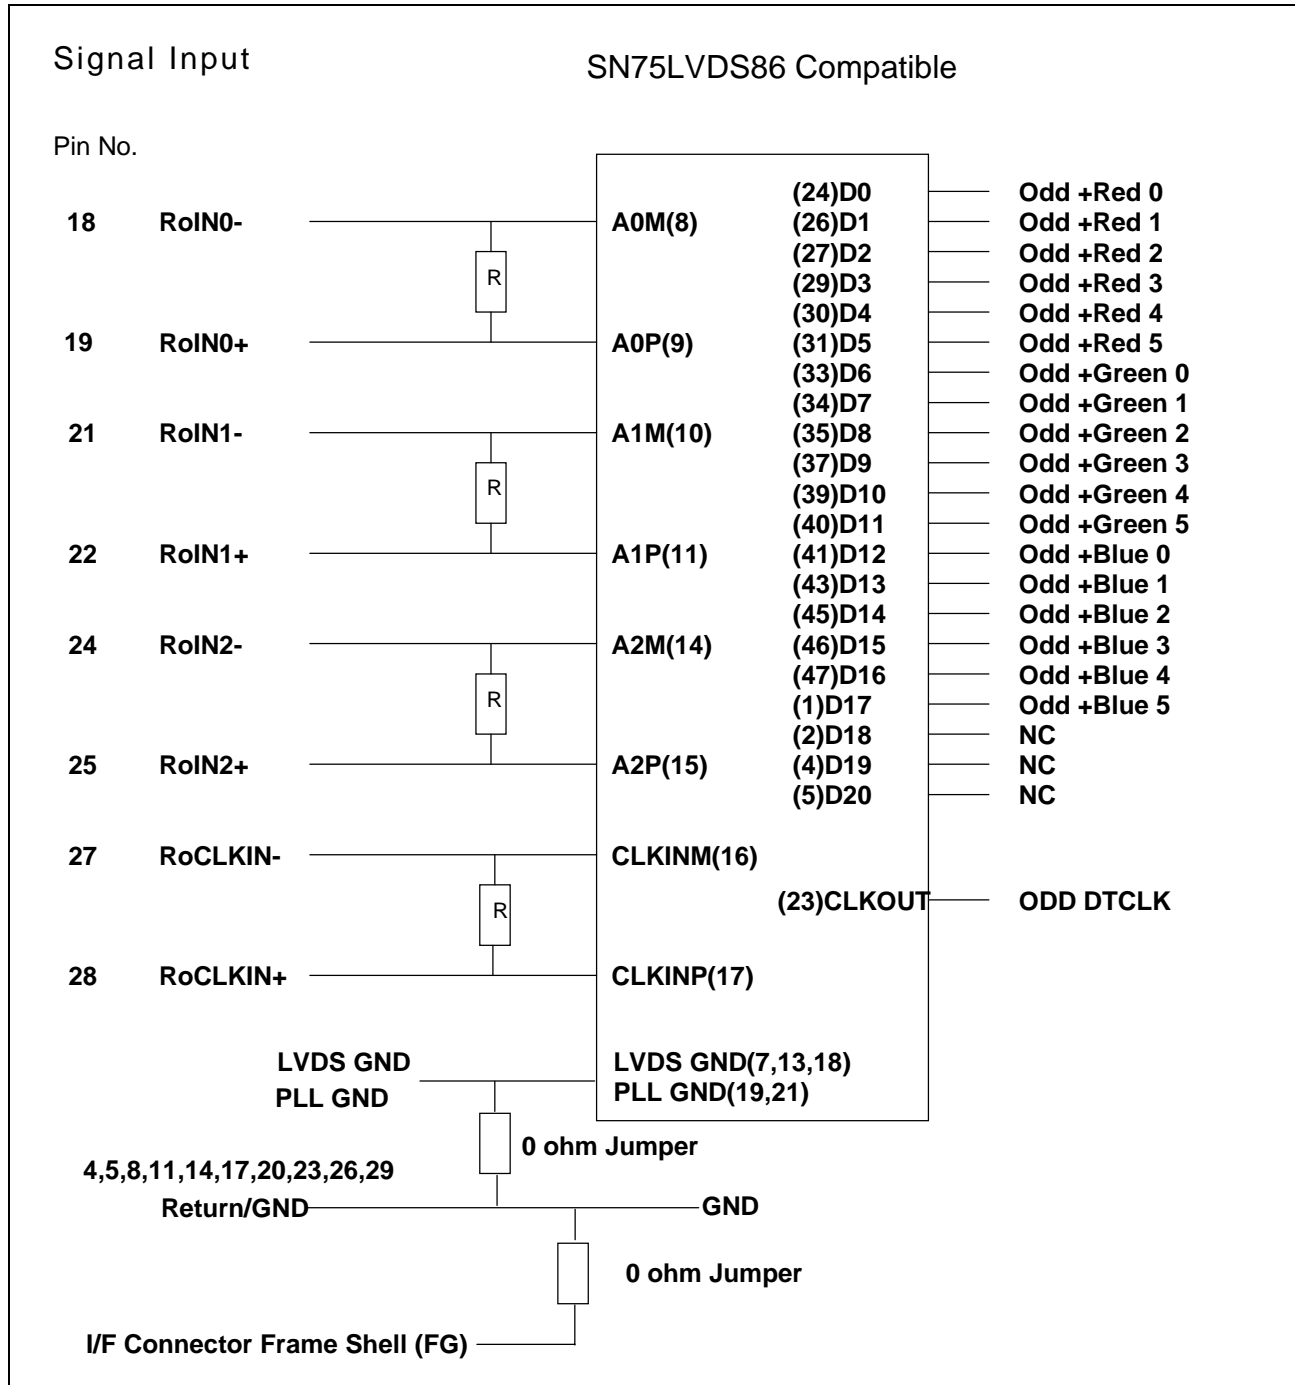 Signal Input
SN75LVDS86 Compatible
Pin No.
(24)D0 Odd +Red 0
18 RoIN0- A0M(8) (26)D1 Odd +Red 1
(27)D2 Odd +Red 2
R (29)D3 Odd +Red 3
(30)D4 Odd +Red 4
19 RoIN0+ A0P(9) (31)D5 Odd +Red 5
(33)D6 Odd +Green 0
(34)D7 Odd +Green 1
21 RoIN1- A1M(10) (35)D8 Odd +Green 2
(37)D9 Odd +Green 3
R (39)D10 Odd +Green 4
(40)D11 Odd +Green 5
22 RoIN1+ A1P(11) (41)D12 Odd +Blue 0
(43)D13 Odd +Blue 1
(45)D14 Odd +Blue 2
24 RoIN2- A2M(14) (46)D15 Odd +Blue 3
(47)D16 Odd +Blue 4
R (1)D17 Odd +Blue 5
(2)D18 NC
25 RoIN2+ A2P(15) (4)D19 NC
(5)D20 NC
27 RoCLKIN- CLKINM(16)
R (23)CLKOUT ODD DTCLK
28 RoCLKIN+ CLKINP(17)
LVDS GND LVDS GND(7,13,18)
PLL GND PLL GND(19,21)
0 ohm Jumper
4,5,8,11,14,17,20,23,26,29
Return/GND GND
0 ohm Jumper
I/F Connector Frame Shell (FG)